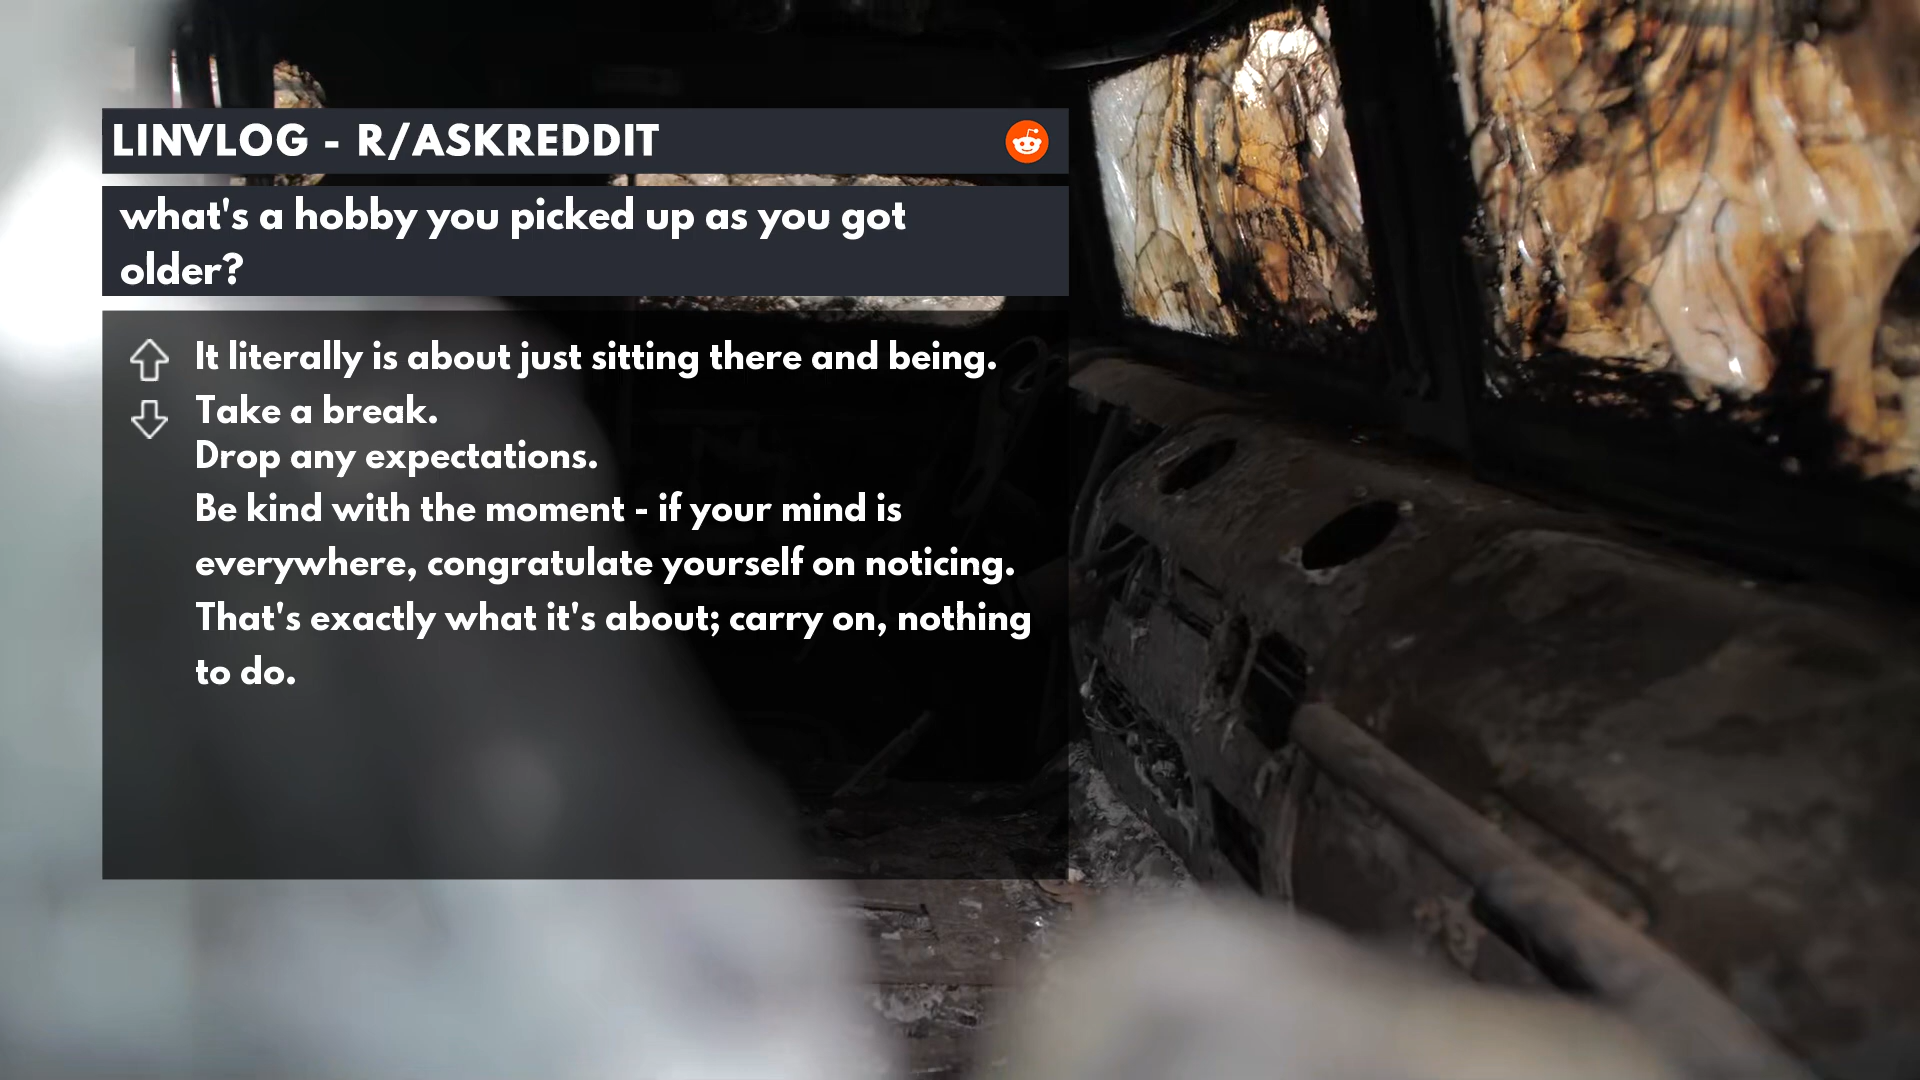 LINVLOG - R/ASKREDDIT
what's a hobby you picked up as you got
older?
It literally is about just sitting there and being.
Take a break.
Drop any expectations.
Be kind with the moment - if your mind is
everywhere, congratulate yourself on noticing.
That's exactly what it's about; carry on, nothing
to do.